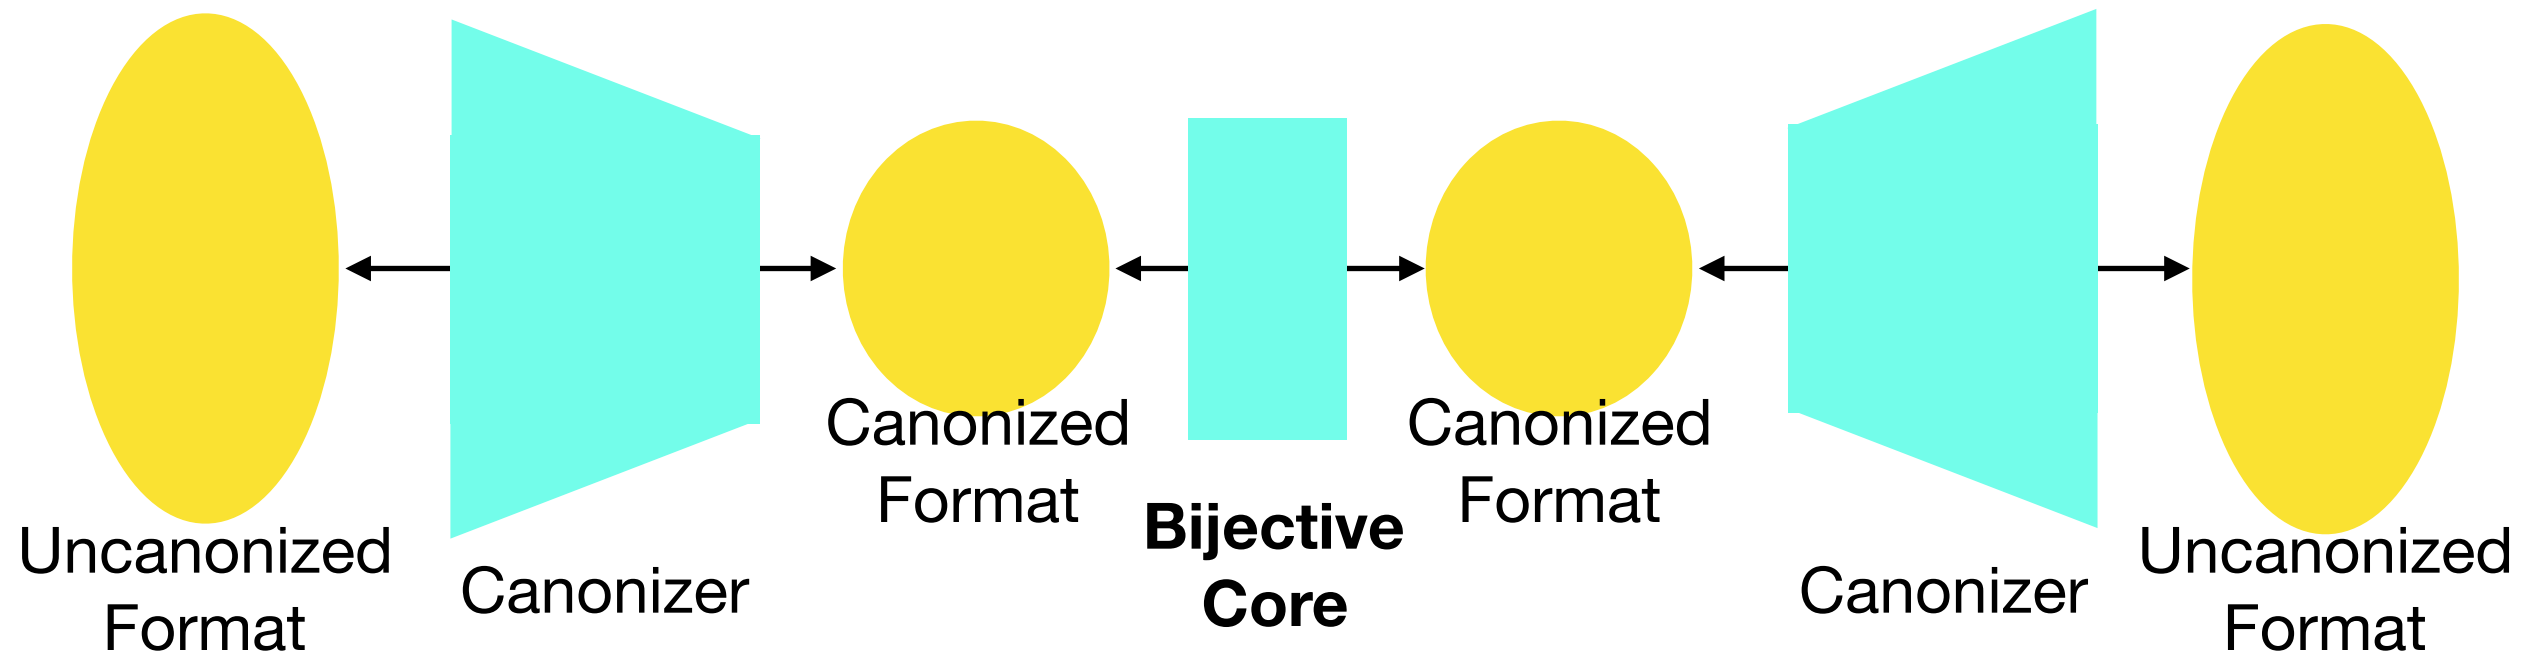 Uncanonized
Format
Canonizer
Canonized
Format
Bijective
Core
Canonized
Format
Canonizer
Uncanonized
Format